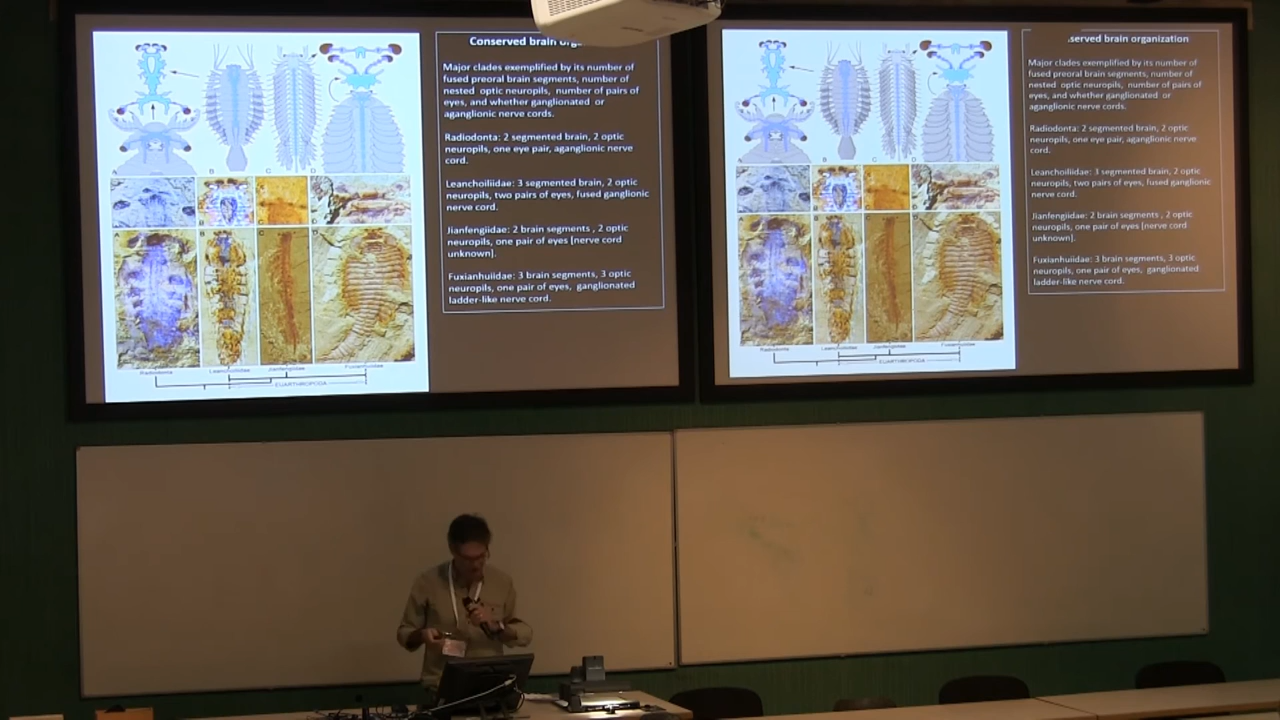 Conserved brain orga
Major clades exemplified by its number of
fused preoral brain segments, number of
nested optic neuropils, number of pairs of
eyes, and whether ganglionated or
aganglionic nerve cords.
Radiodonta: 2 segmented brain, 2 optic
neuropils, one eye pair, aganglionic nerve
cord.
Leanchoiliidae: 3 segmented brain, 2 optic
neuropils, two pairs of eyes, fused ganglionic
nerve cord.
Jianfengiidae: 2 brain segments , 2 optic
neuropils, one pair of eyes [nerve cord
unknown].
Fuxianhuiidae: 3 brain segments, 3 optic
neuropils, one pair of eyes, ganglionated
ladder-like nerve cord.
A B C D
Radiodonta Leanchoiliidae Jianfengiidae Fuxianhuiidae
EUARTHROPODA
served brain organization
Major clades exemplified by its number of
fused preoral brain segments, number of
nested optic neuropils, number of pairs of
eyes, and whether ganglionated or
aganglionic nerve cords.
Radiodonta: 2 segmented brain, 2 optic
neuropils, one eye pair, aganglionic nerve
cord.
Leanchoiliidae: 3 segmented brain, 2 optic
neuropils, two pairs of eyes, fused ganglionic
nerve cord.
Jianfengiidae: 2 brain segments , 2 optic
neuropils, one pair of eyes [nerve cord
unknown].
Fuxianhuiidae: 3 brain segments, 3 optic
neuropils, one pair of eyes, ganglionated
ladder-like nerve cord.
A B C D
Radiodonta Leanchoiliidae Jianfengiidae Fuxianhuiidae
EUARTHROPODA